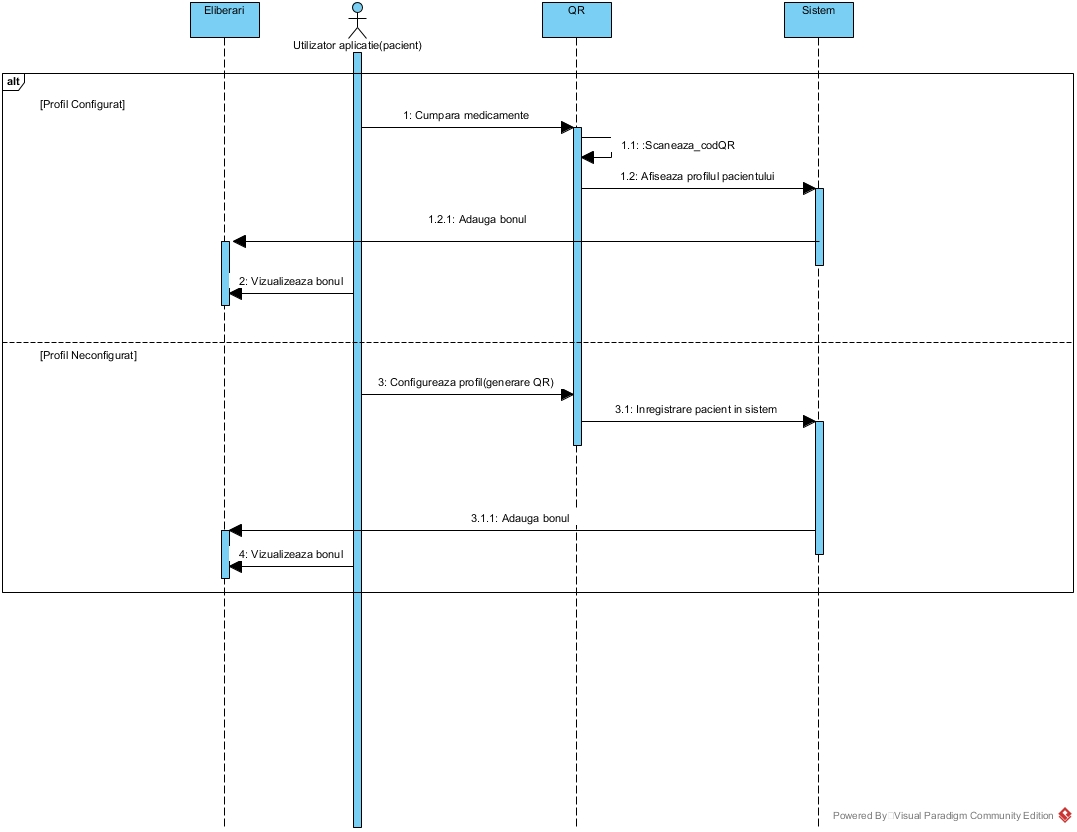 Eliberari
Utilizator aplicatie(pacient)
QR
Sistem
alt
[Profil Configurat]
1: Cumpara medicamente
1.1: :Scaneaza_codQR
1.2: Afiseaza profilul pacientului
1.2.1: Adauga bonul
2: Vizualizeaza bonul
[Profil Neconfigurat]
3: Configureaza profil(generare QR)
3.1: Inregistrare pacient in sistem
3.1.1: Adauga bonul
4: Vizualizeaza bonul
Powered By Visual Paradigm Community Edition